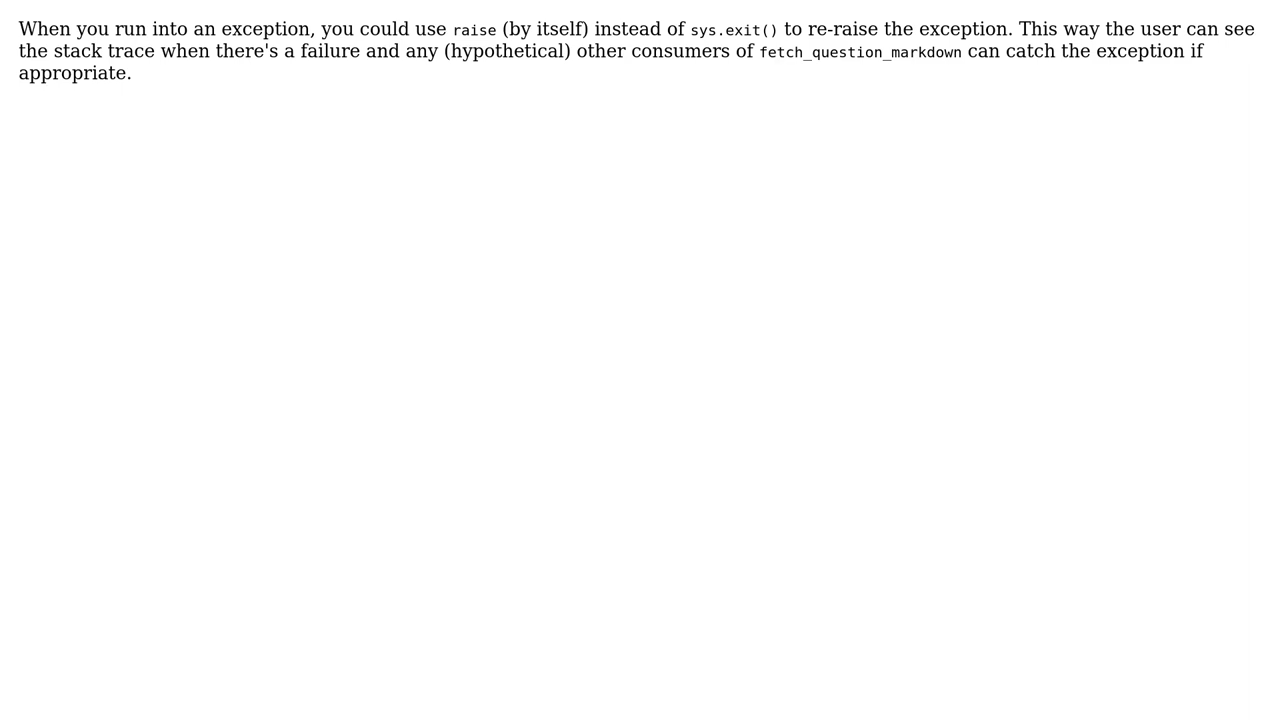 When you run into an exception, you could use raise (by itself) instead of sys.exit() to re-raise the exception. This way the user can see
the stack trace when there's a failure and any (hypothetical) other consumers of fetch_question_markdown can catch the exception if
appropriate.